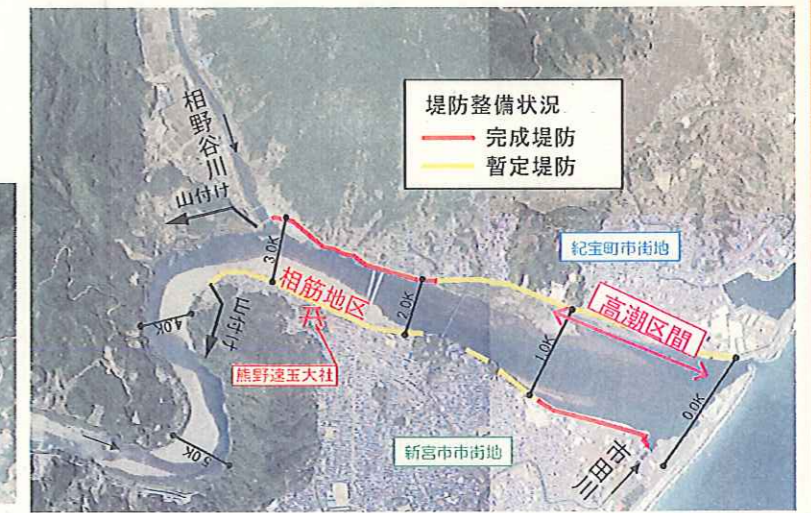 堤防整備状況
完成堤防
暫定堤防
相野谷川
山付け
紀宝町市街地
3.0K
相筋地区
2.0K
高潮区間
山付け
4.0K
1.0K
熊野速玉大社
0.0K
5.0K
新宮市市街地
市田川